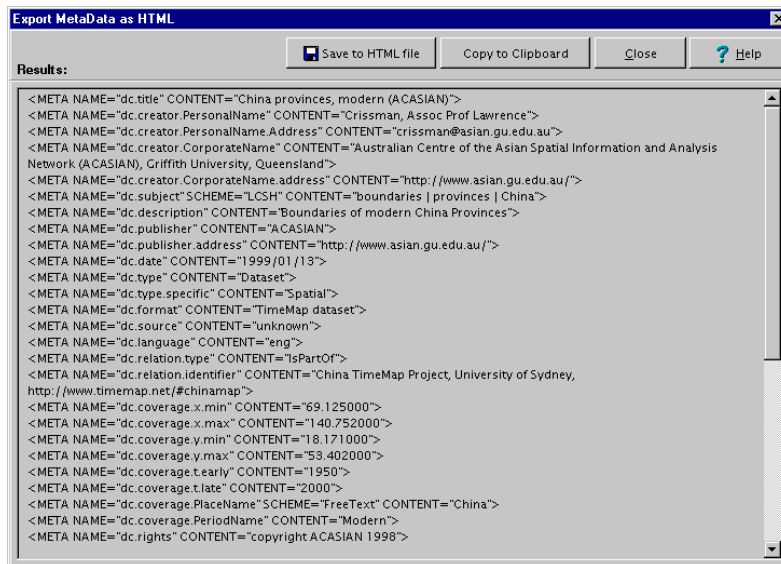 Export MetaData as HTML
Save to HTML file Copy to Clipboard Close Help
Results:
<META NAME="dc.title" CONTENT="China provinces, modern (ACASIAN)">
<META NAME="dc.creator.PersonalName" CONTENT="Crissman, Assoc Prof Lawrence">
<META NAME="dc.creator.PersonalName.Address" CONTENT="crissman@asian.gu.edu.au">
<META NAME="dc.creator.CorporateName" CONTENT="Australian Centre of the Asian Spatial Information and Analysis
Network (ACASIAN), Griffith University, Queensland">
<META NAME="dc.creator.CorporateName.address" CONTENT="http://www.asian.gu.edu.au/">
<META NAME="dc.subject" SCHEME="LCSH" CONTENT="boundaries | provinces | China">
<META NAME="dc.description" CONTENT="Boundaries of modern China Provinces">
<META NAME="dc.publisher" CONTENT="ACASIAN">
<META NAME="dc.publisher.address" CONTENT="http://www.asian.gu.edu.au/">
<META NAME="dc.date" CONTENT="1999/01/13">
<META NAME="dc.type" CONTENT="Dataset">
<META NAME="dc.type.specific" CONTENT="Spatial">
<META NAME="dc.format" CONTENT="TimeMap dataset">
<META NAME="dc.source" CONTENT="unknown">
<META NAME="dc.language" CONTENT="eng">
<META NAME="dc.relation.type" CONTENT="IsPartOf">
<META NAME="dc.relation.identifier" CONTENT="China TimeMap Project, University of Sydney,
http://www.timemap.net/#chinamap">
<META NAME="dc.coverage.x.min" CONTENT="69.125000">
<META NAME="dc.coverage.x.max" CONTENT="140.752000">
<META NAME="dc.coverage.y.min" CONTENT="18.171000">
<META NAME="dc.coverage.y.max" CONTENT="53.402000">
<META NAME="dc.coverage.t.early" CONTENT="1950">
<META NAME="dc.coverage.t.late" CONTENT="2000">
<META NAME="dc.coverage.PlaceName" SCHEME="FreeText" CONTENT="China">
<META NAME="dc.coverage.PeriodName" CONTENT="Modern">
<META NAME="dc.rights" CONTENT="copyright ACASIAN 1998">